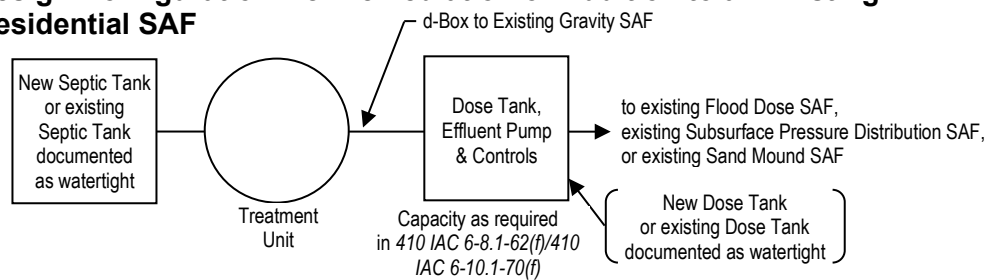 esidential SAF
d-Box to Existing Gravity SAF
New Septic Tank
or existing
Septic Tank
documented
as watertight
Treatment
Unit
Dose Tank,
Effluent Pump
& Controls
Capacity as required
in 410 IAC 6-8.1-62(f)/410
IAC 6-10.1-70(f)
to existing Flood Dose SAF,
existing Subsurface Pressure Distribution SAF,
or existing Sand Mound SAF
New Dose Tank
or existing Dose Tank
documented as watertight